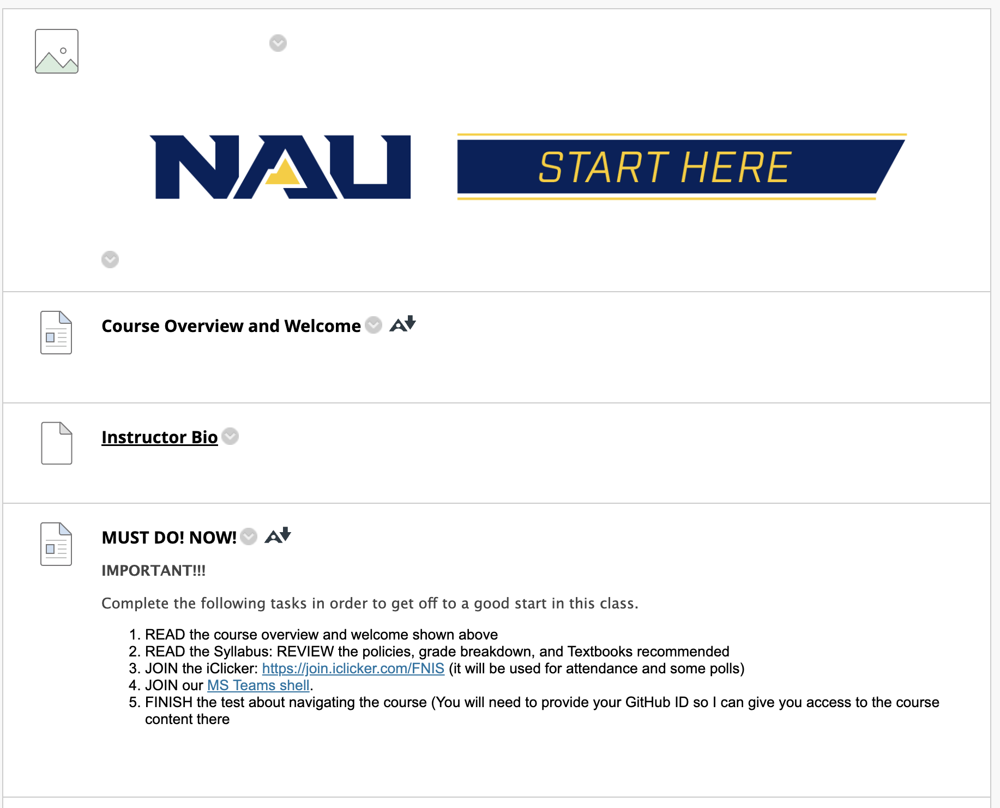 NAU
START HERE
Course Overview and Welcome
Instructor Bio
MUST DO! NOW!
IMPORTANT!!!
Complete the following tasks in order to get off to a good start in this class.
1. READ the course overview and welcome shown above
2. READ the Syllabus: REVIEW the policies, grade breakdown, and Textbooks recommended
3. JOIN the iClicker: https://join.iclicker.com/FNIS (it will be used for attendance and some polls)
4. JOIN our MS Teams shell.
5. FINISH the test about navigating the course (You will need to provide your GitHub ID so I can give you access to the course
content there